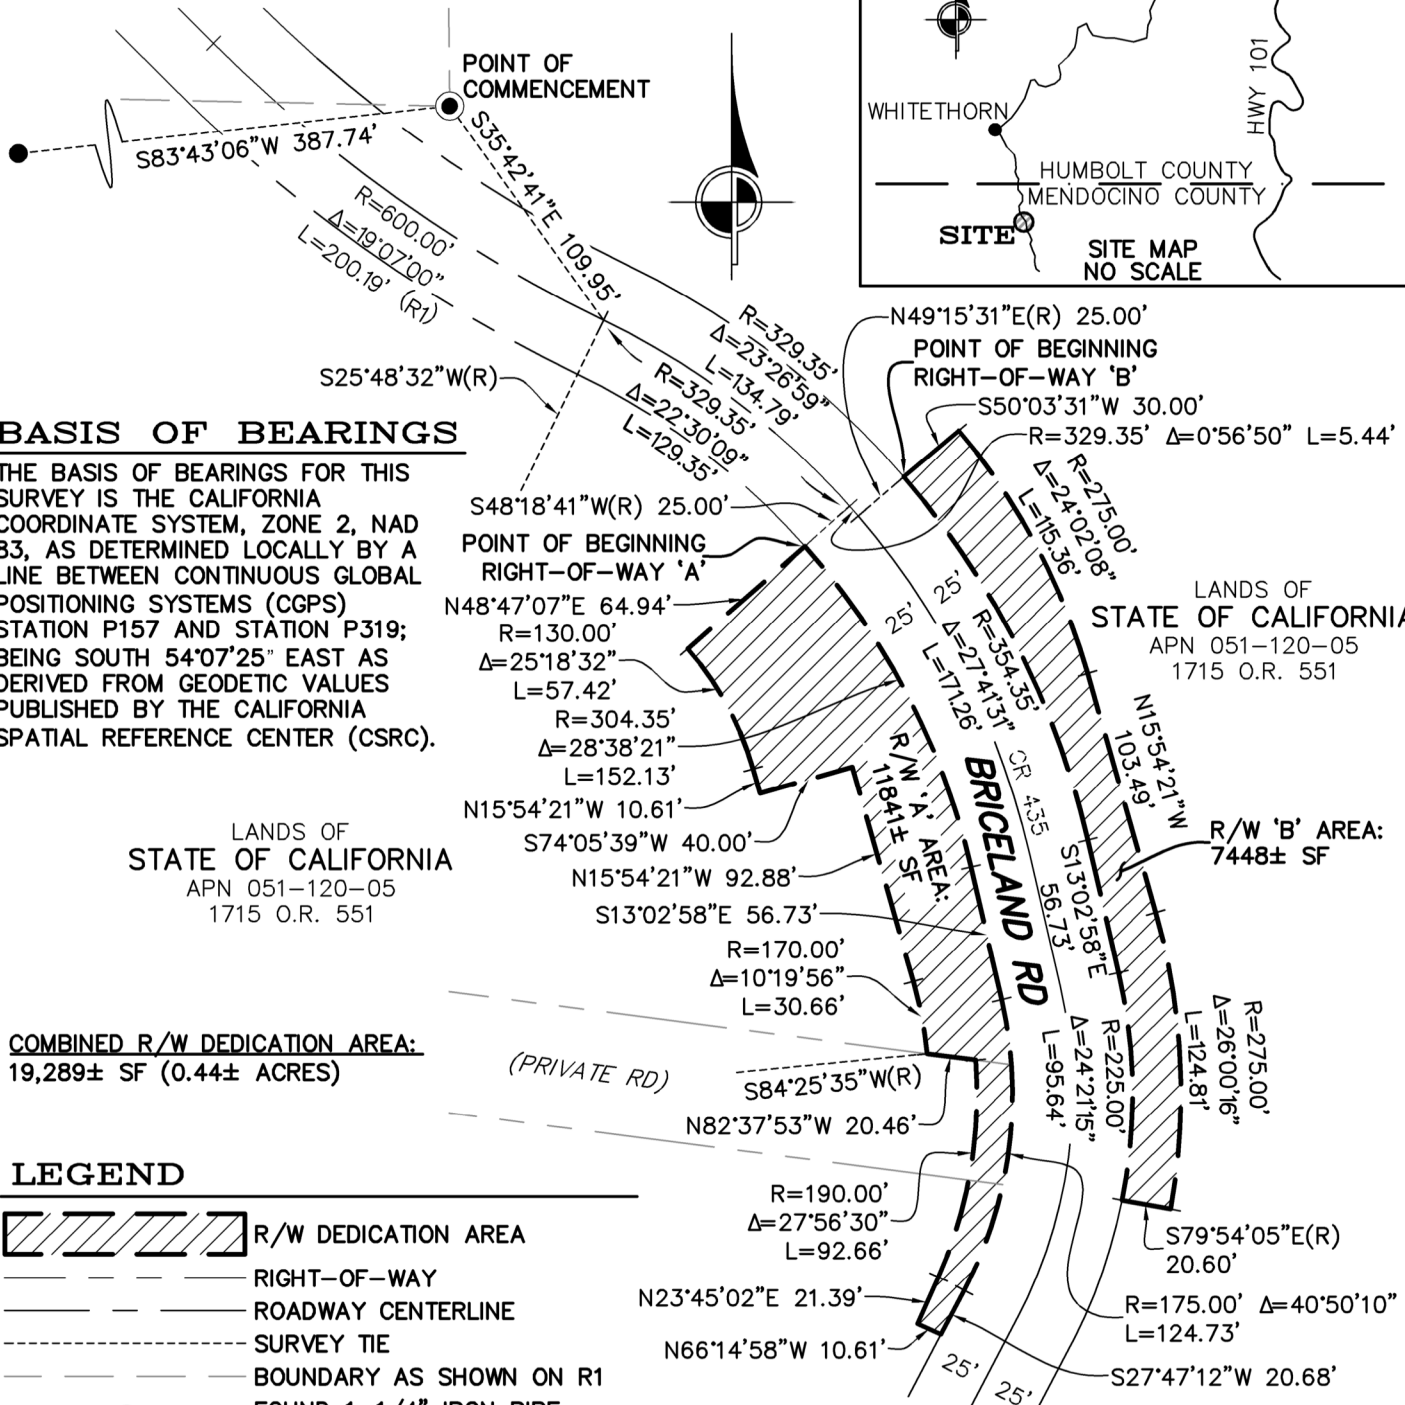 POINT OF
COMMENCEMENT
S83°43'06"W 387.74'
S35°42'41"E 109.95'
R=600.00'
Δ=19°07'00"
L=200.19' (R1)
WHITETHORN
HWY 101
HUMBOLT COUNTY
MENDOCINO COUNTY
SITE
SITE MAP
NO SCALE
N49°15'31"E(R) 25.00'
POINT OF BEGINNING
RIGHT-OF-WAY 'B'
S50°03'31"W 30.00'
R=329.35' Δ=0°56'50" L=5.44'
R=329.35'
Δ=23°26'59"
L=134.79'
R=329.35'
Δ=22°30'09"
L=129.35'
S25°48'32"W(R)
BASIS OF BEARINGS
THE BASIS OF BEARINGS FOR THIS
SURVEY IS THE CALIFORNIA
COORDINATE SYSTEM, ZONE 2, NAD
83, AS DETERMINED LOCALLY BY A
LINE BETWEEN CONTINUOUS GLOBAL
POSITIONING SYSTEMS (CGPS)
STATION P157 AND STATION P319;
BEING SOUTH 54°07'25" EAST AS
DERIVED FROM GEODETIC VALUES
PUBLISHED BY THE CALIFORNIA
SPATIAL REFERENCE CENTER (CSRC).
S48°18'41"W(R) 25.00'
POINT OF BEGINNING
RIGHT-OF-WAY 'A'
N48°47'07"E 64.94'
R=130.00'
Δ=25°18'32"
L=57.42'
R=304.35'
Δ=28°38'21"
L=152.13'
N15°54'21"W 10.61'
S74°05'39"W 40.00'
N15°54'21"W 92.88'
S13°02'58"E 56.73'
R=170.00'
Δ=10°19'56"
L=30.66'
R=275.00'
Δ=24°02'08"
L=115.36'
LANDS OF
STATE OF CALIFORNIA
APN 051-120-05
1715 O.R. 551
25'
25'
R=354.35'
Δ=27°41'31"
L=171.26'
R/W 'A' AREA:
11841± SF
BRICELAND RD
CR 435
N15°54'21"W
103.49'
S13°02'58"E
56.73'
R/W 'B' AREA:
7448± SF
LANDS OF
STATE OF CALIFORNIA
APN 051-120-05
1715 O.R. 551
COMBINED R/W DEDICATION AREA:
19,289± SF (0.44± ACRES)
(PRIVATE RD)
S84°25'35"W(R)
N82°37'53"W 20.46'
R=225.00'
Δ=24°21'15"
L=95.64'
R=275.00'
Δ=26°00'16"
L=124.81'
R=190.00'
Δ=27°56'30"
L=92.66'
N23°45'02"E 21.39'
N66°14'58"W 10.61'
S79°54'05"E(R)
20.60'
R=175.00' Δ=40°50'10"
L=124.73'
S27°47'12"W 20.68'
25'
25'
LEGEND
R/W DEDICATION AREA
RIGHT-OF-WAY
ROADWAY CENTERLINE
SURVEY TIE
BOUNDARY AS SHOWN ON R1